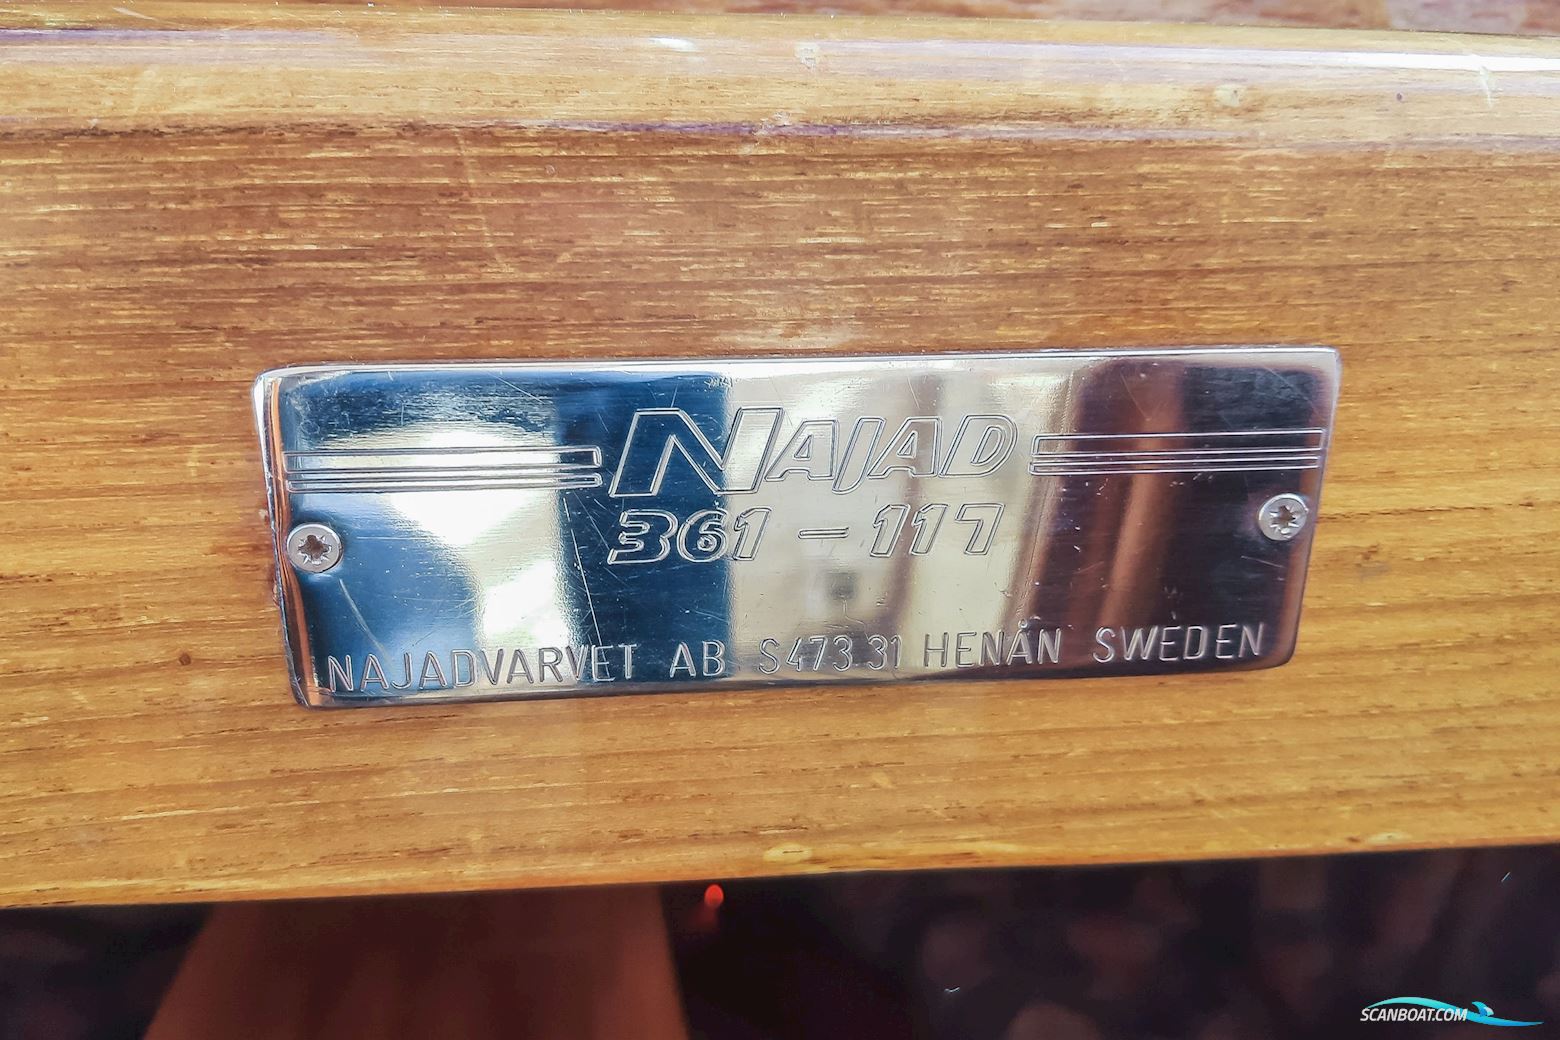 NAJAD
361 - 117
NAJADVARVET AB S473 31 HENÅN SWEDEN
SCANBOAT.COM